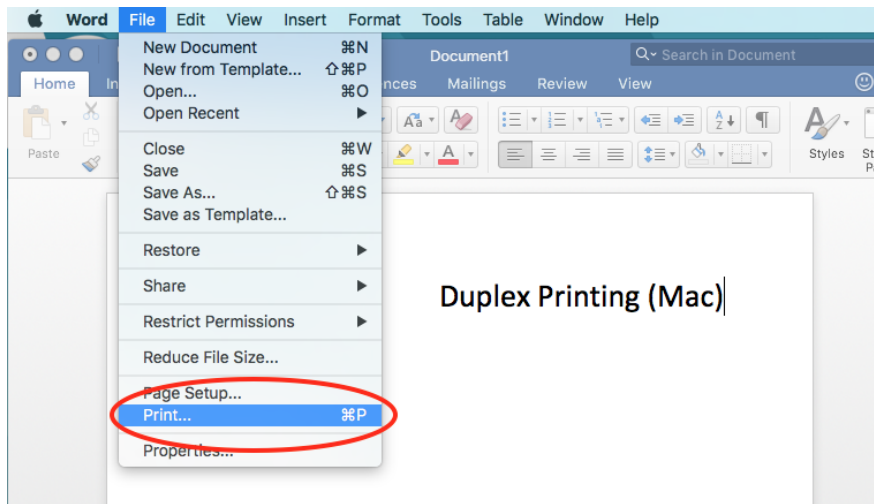 Word File Edit View Insert Format Tools Table Window Help
Document1
Search in Document
Home
nces Mailings Review View
Paste
Styles
New Document ⌘N
New from Template... ⇧⌘P
Open... ⌘O
Open Recent ▶
Close ⌘W
Save ⌘S
Save As... ⇧⌘S
Save as Template...
Restore ▶
Share ▶
Restrict Permissions ▶
Reduce File Size...
Page Setup...
Print... ⌘P
Properties...
Duplex Printing (Mac)